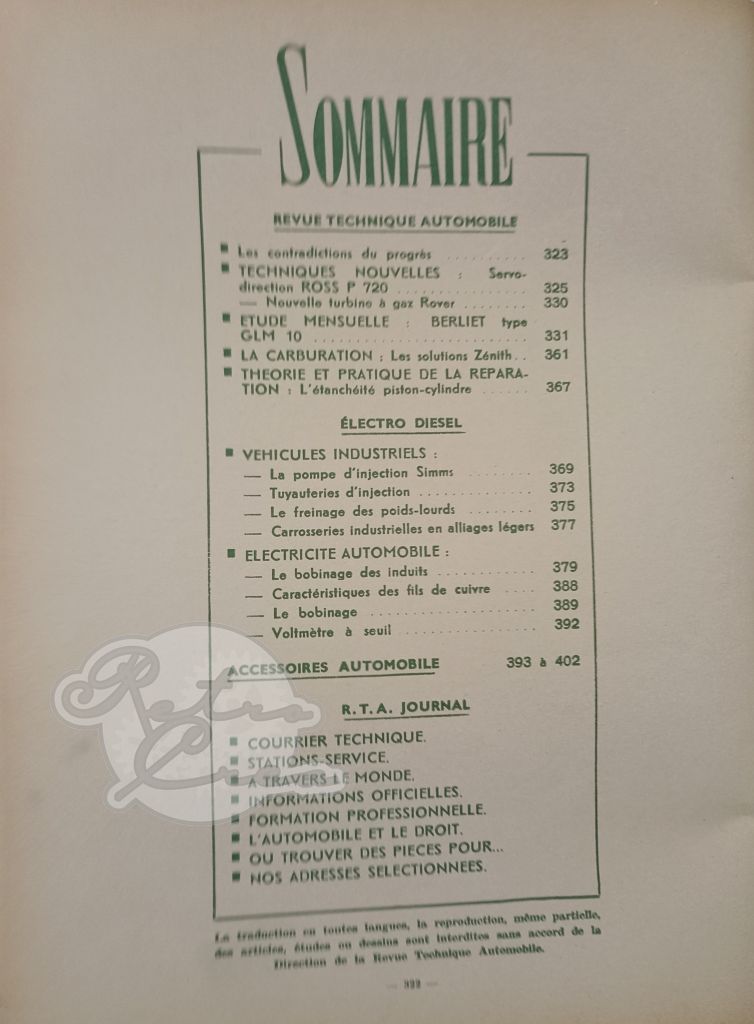 SOMMAIRE
REVUE TECHNIQUE AUTOMOBILE
■ Les contradictions du progrès .......... 323
■ TECHNIQUES NOUVELLES : Servo-
direction ROSS P 720 .......... 325
— Nouvelle turbine à gaz Rover ........ 330
■ ETUDE MENSUELLE : BERLIET type
GLM 10 .......... 331
■ LA CARBURATION : Les solutions Zénith.. 361
■ THEORIE ET PRATIQUE DE LA REPARA-
TION : L'étanchéité piston-cylindre ...... 367
ÉLECTRO DIESEL
■ VEHICULES INDUSTRIELS :
— La pompe d'injection Simms ........ 369
— Tuyauteries d'injection .......... 373
— Le freinage des poids-lourds ........ 375
— Carrosseries industrielles en alliages légers 377
■ ELECTRICITE AUTOMOBILE :
— Le bobinage des induits .......... 379
— Caractéristiques des fils de cuivre .... 388
— Le bobinage .......... 389
— Voltmètre à seuil .......... 392
ACCESSOIRES AUTOMOBILE 393 à 402
R.T.A. JOURNAL
■ COURRIER TECHNIQUE.
■ STATIONS-SERVICE.
■ A TRAVERS LE MONDE.
■ INFORMATIONS OFFICIELLES.
■ FORMATION PROFESSIONNELLE.
■ L'AUTOMOBILE ET LE DROIT.
■ OU TROUVER DES PIECES POUR...
■ NOS ADRESSES SELECTIONNEES.
La traduction en toutes langues, la reproduction, même partielle,
des articles, études ou dessins sont interdites sans accord de la
Direction de la Revue Technique Automobile.
— 322 —
Retro